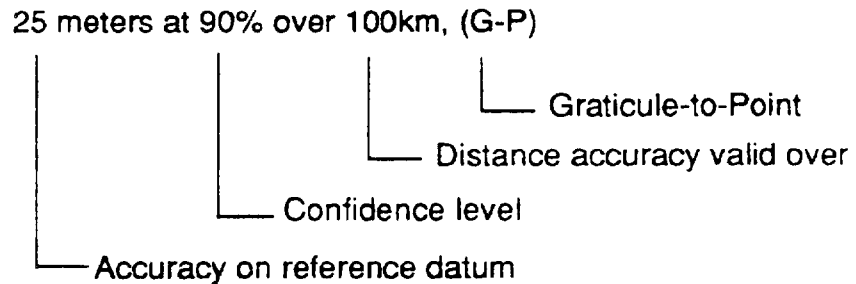 25 meters at 90% over 100km, (G-P)
Graticule-to-Point
Distance accuracy valid over
Confidence level
Accuracy on reference datum